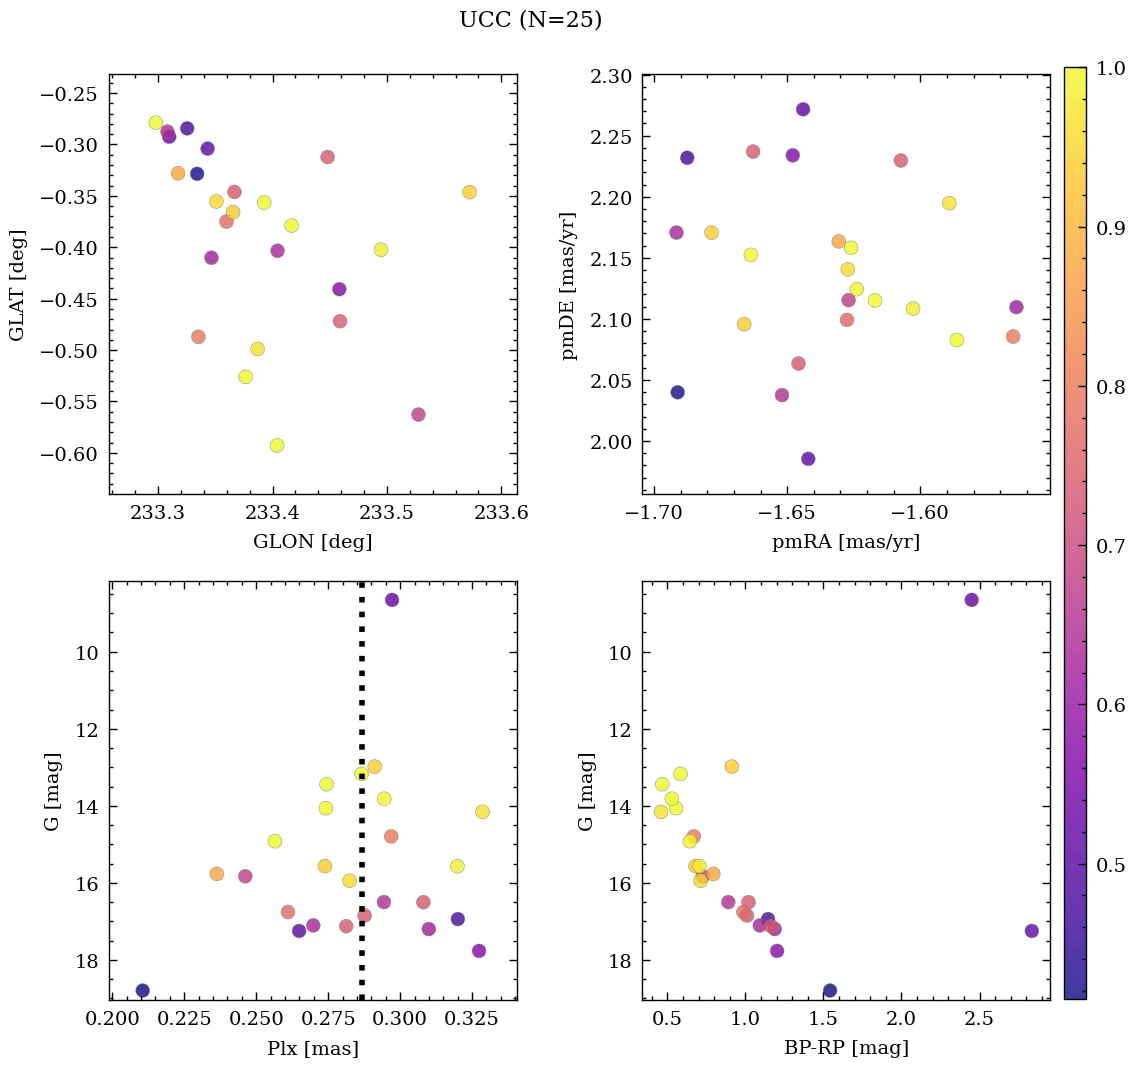 UCC (N=25)
−0.25
−0.30
−0.35
−0.40
−0.45
−0.50
−0.55
−0.60
GLAT [deg]
233.3 233.4 233.5 233.6
GLON [deg]
2.30
2.25
2.20
2.15
2.10
2.05
2.00
pmDE [mas/yr]
−1.70 −1.65 −1.60
pmRA [mas/yr]
10
12
14
16
18
G [mag]
0.200 0.225 0.250 0.275 0.300 0.325
Plx [mas]
10
12
14
16
18
G [mag]
0.5 1.0 1.5 2.0 2.5
BP-RP [mag]
1.0
0.9
0.8
0.7
0.6
0.5